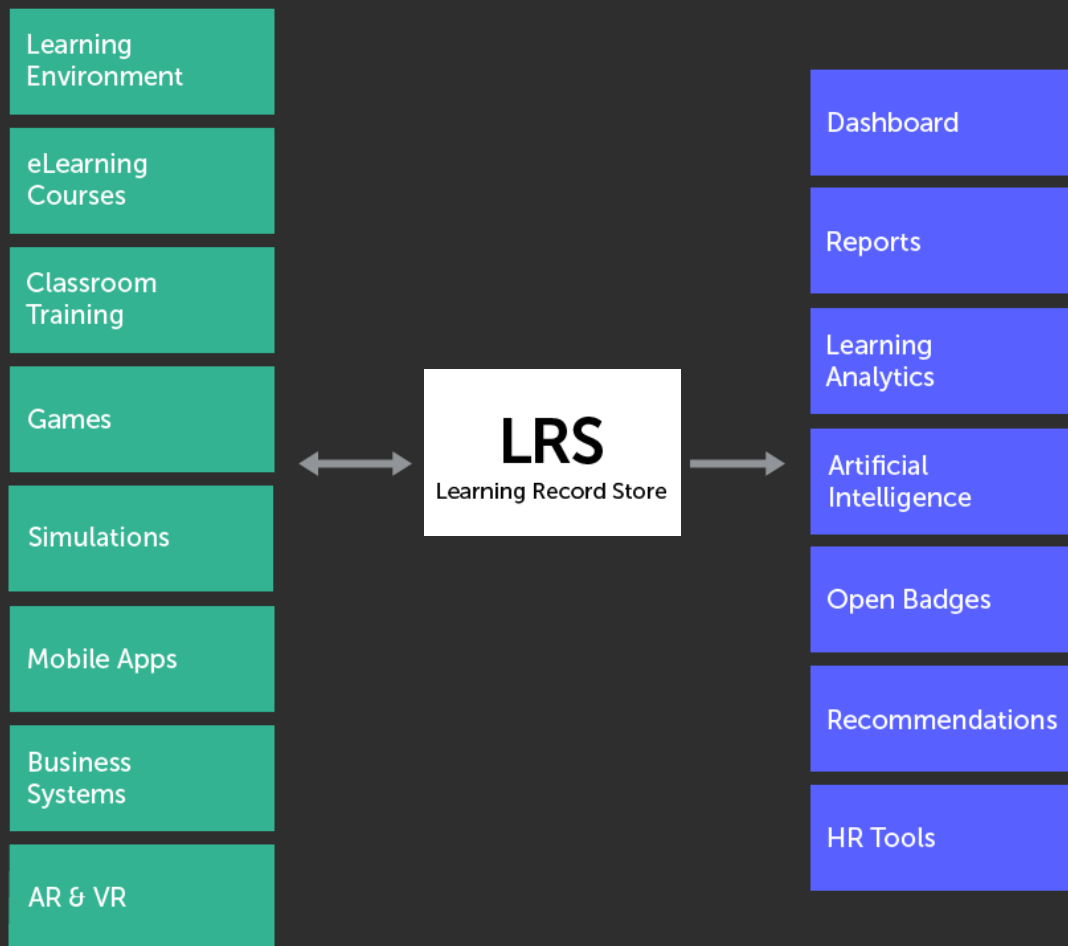 Learning
Environment
eLearning
Courses
Classroom
Training
Games
Simulations
Mobile Apps
Business
Systems
AR & VR
LRS
Learning Record Store
Dashboard
Reports
Learning
Analytics
Artificial
Intelligence
Open Badges
Recommendations
HR Tools